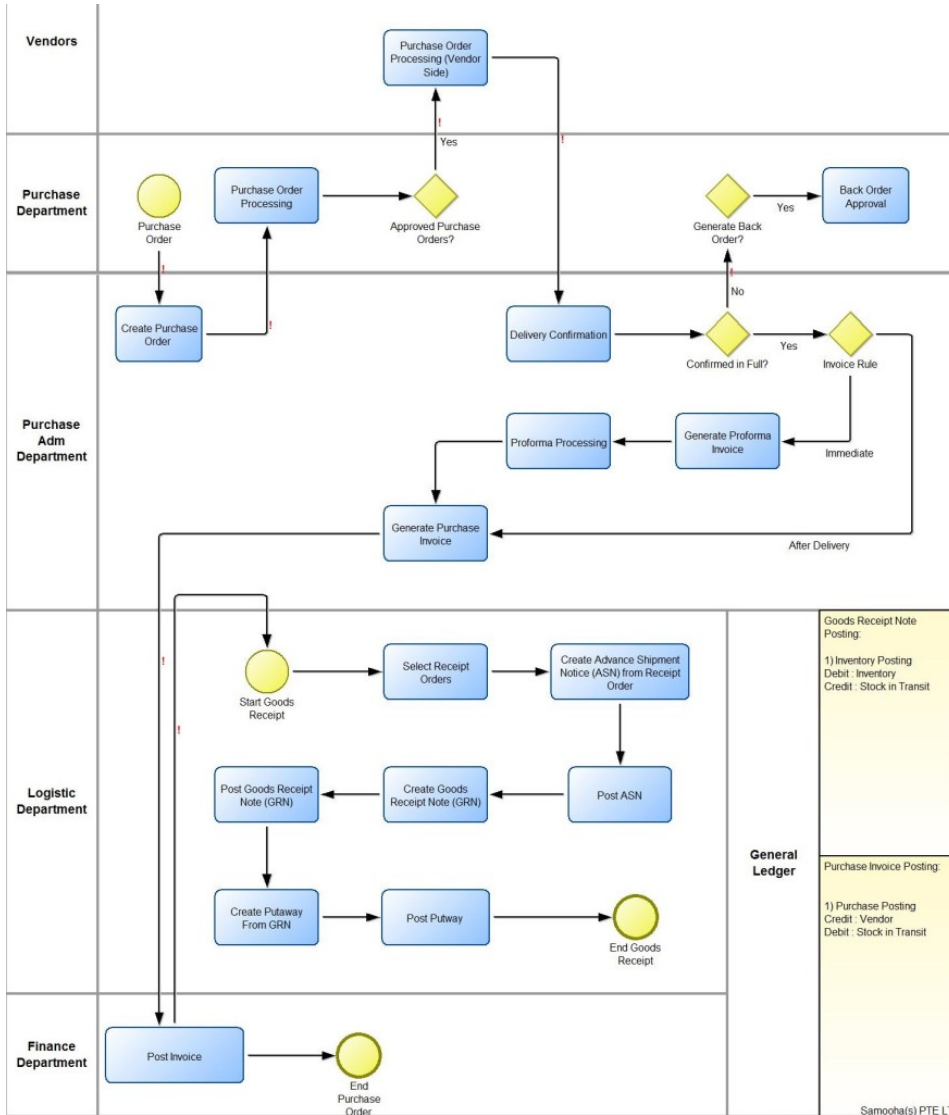 Vendors
Purchase Order
Processing (Vendor
Side)
!
!
Yes
Purchase
Department
Purchase Order
Purchase Order
Processing
Approved Purchase
Orders?
Generate Back
Order?
Yes
Back Order
Approval
!
!
!
No
Create Purchase
Order
Delivery Confirmation
Confirmed in Full?
Yes
Invoice Rule
Purchase
Adm
Department
Proforma Processing
Generate Proforma
Invoice
Immediate
Generate Purchase
Invoice
After Delivery
!
!
Start Goods
Receipt
Select Receipt
Orders
Create Advance Shipment
Notice (ASN) from Receipt
Order
Logistic
Department
Post Goods Receipt
Note (GRN)
Create Goods
Receipt Note (GRN)
Post ASN
Create Putaway
From GRN
Post Putway
End Goods
Receipt
General
Ledger
Goods Receipt Note
Posting:
1) Inventory Posting
Debit : Inventory
Credit : Stock in Transit
Purchase Invoice Posting:
1) Purchase Posting
Credit : Vendor
Debit : Stock in Transit
Finance
Department
Post Invoice
End
Purchase
Order
Samooha(s) PTE LT